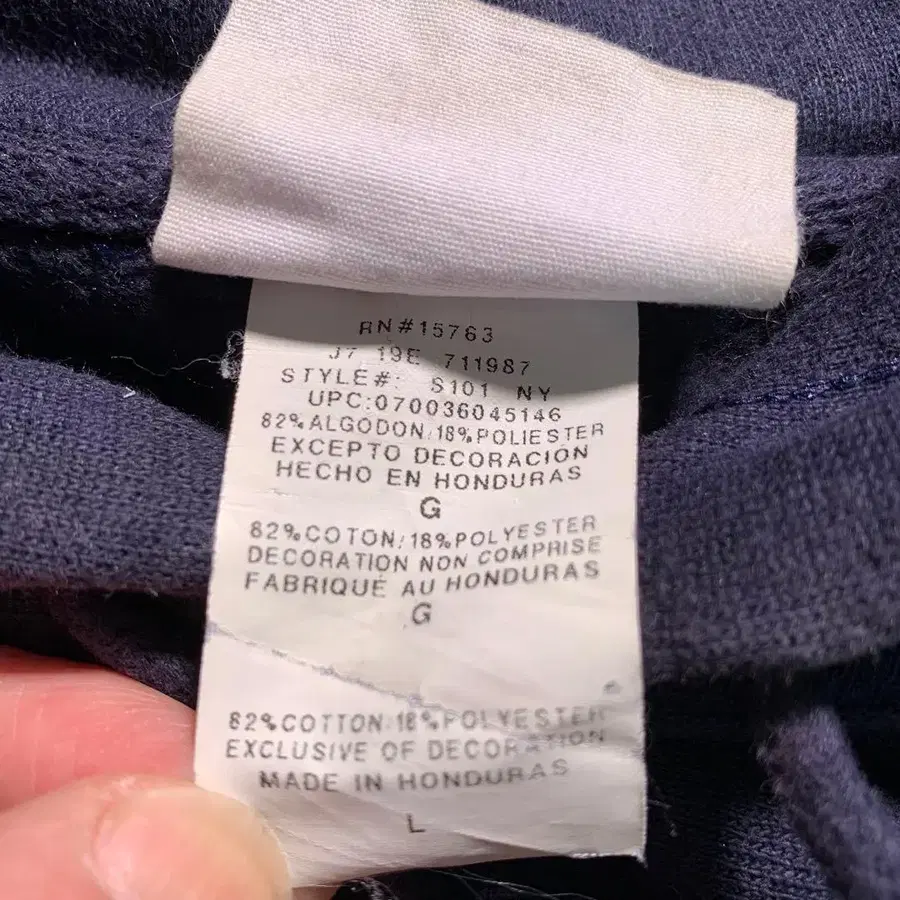 RN#15763
J7 19E 711987
STYLE#: S101 NY
UPC:070036045146
82%ALGODON/18%POLIESTER
EXCEPTO DECORACIÓN
HECHO EN HONDURAS
G
82%COTON/18%POLYESTER
DECORATION NON COMPRISE
FABRIQUÉ AU HONDURAS
G
82%COTTON/18%POLYESTER
EXCLUSIVE OF DECORATION
MADE IN HONDURAS
L